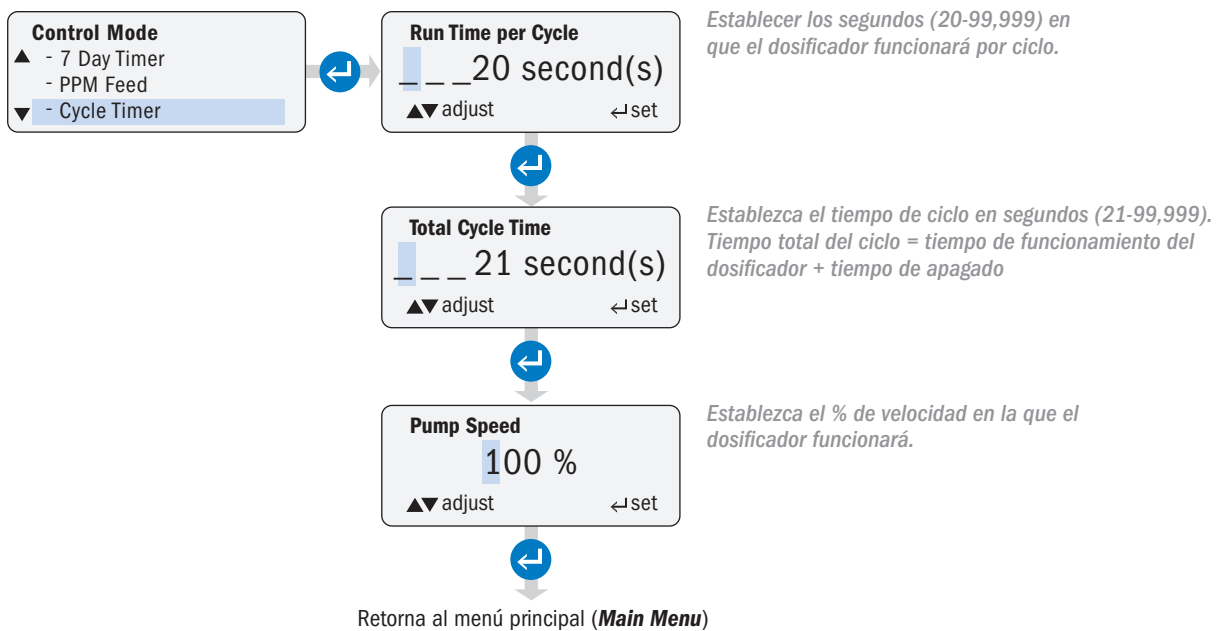 Control Mode
▲ - 7 Day Timer
- PPM Feed
▼ - Cycle Timer
Run Time per Cycle
_ _ _20 second(s)
▲▼ adjust ↵ set
Establecer los segundos (20-99,999) en
que el dosificador funcionará por ciclo.
Total Cycle Time
_ _ _ 21 second(s)
▲▼ adjust ↵ set
Establezca el tiempo de ciclo en segundos (21-99,999).
Tiempo total del ciclo = tiempo de funcionamiento del
dosificador + tiempo de apagado
Pump Speed
100 %
▲▼ adjust ↵ set
Establezca el % de velocidad en la que el
dosificador funcionará.
Retorna al menú principal (Main Menu)